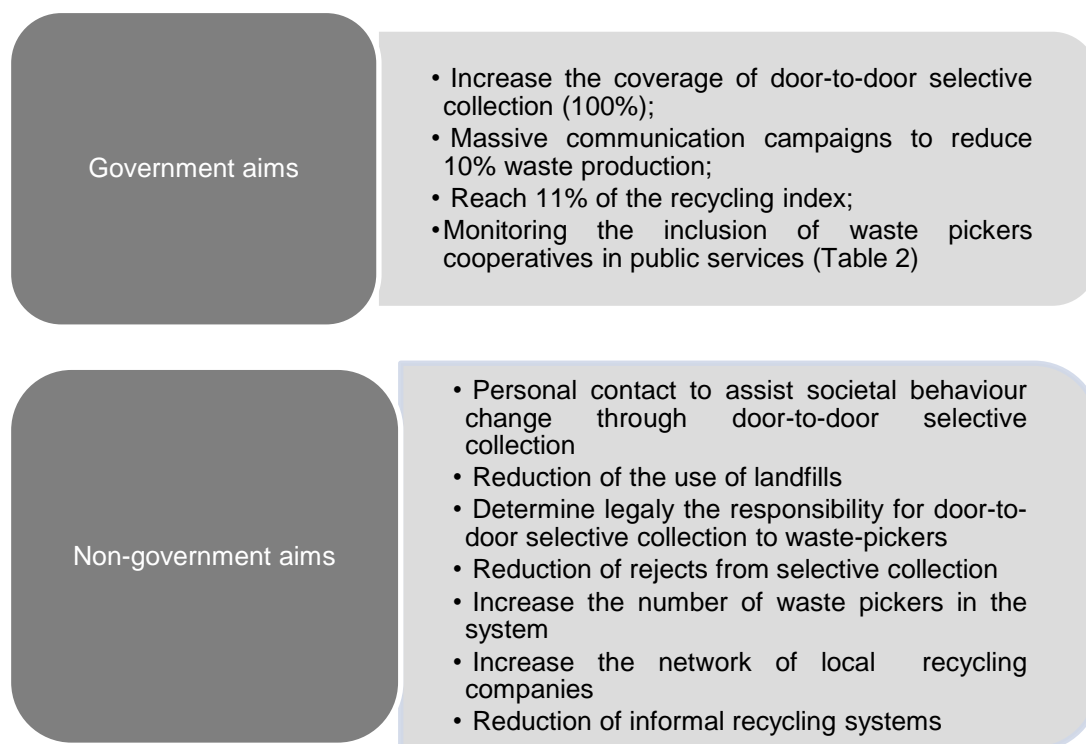 Government aims
• Increase the coverage of door-to-door selective
collection (100%);
• Massive communication campaigns to reduce
10% waste production;
• Reach 11% of the recycling index;
•Monitoring the inclusion of waste pickers
cooperatives in public services (Table 2)
Non-government aims
• Personal contact to assist societal behaviour
change through door-to-door selective
collection
• Reduction of the use of landfills
• Determine legaly the responsibility for door-to-
door selective collection to waste-pickers
• Reduction of rejects from selective collection
• Increase the number of waste pickers in the
system
• Increase the network of local recycling
companies
• Reduction of informal recycling systems